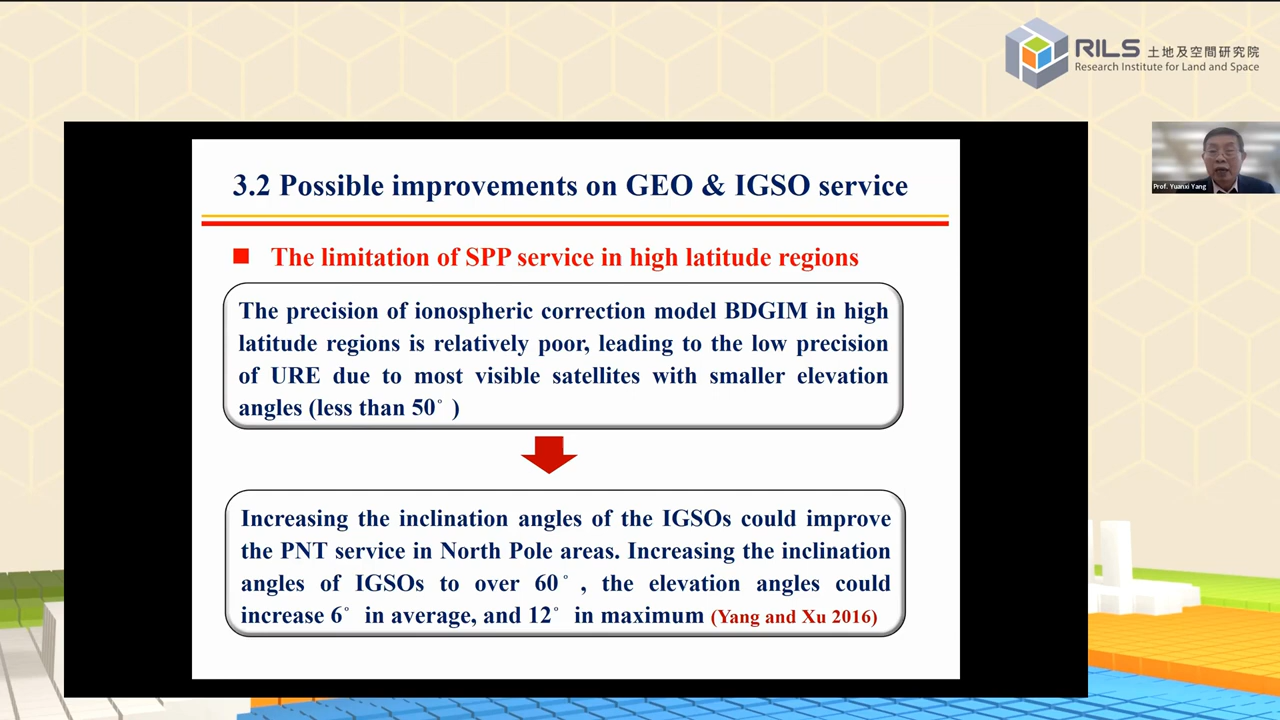 RILS 土地及空間研究院
Research Institute for Land and Space
Prof. Yuanxi Yang
3.2 Possible improvements on GEO & IGSO service
The limitation of SPP service in high latitude regions
The precision of ionospheric correction model BDGIM in high
latitude regions is relatively poor, leading to the low precision
of URE due to most visible satellites with smaller elevation
angles (less than 50° )
Increasing the inclination angles of the IGSOs could improve
the PNT service in North Pole areas. Increasing the inclination
angles of IGSOs to over 60° , the elevation angles could
increase 6° in average, and 12° in maximum (Yang and Xu 2016)